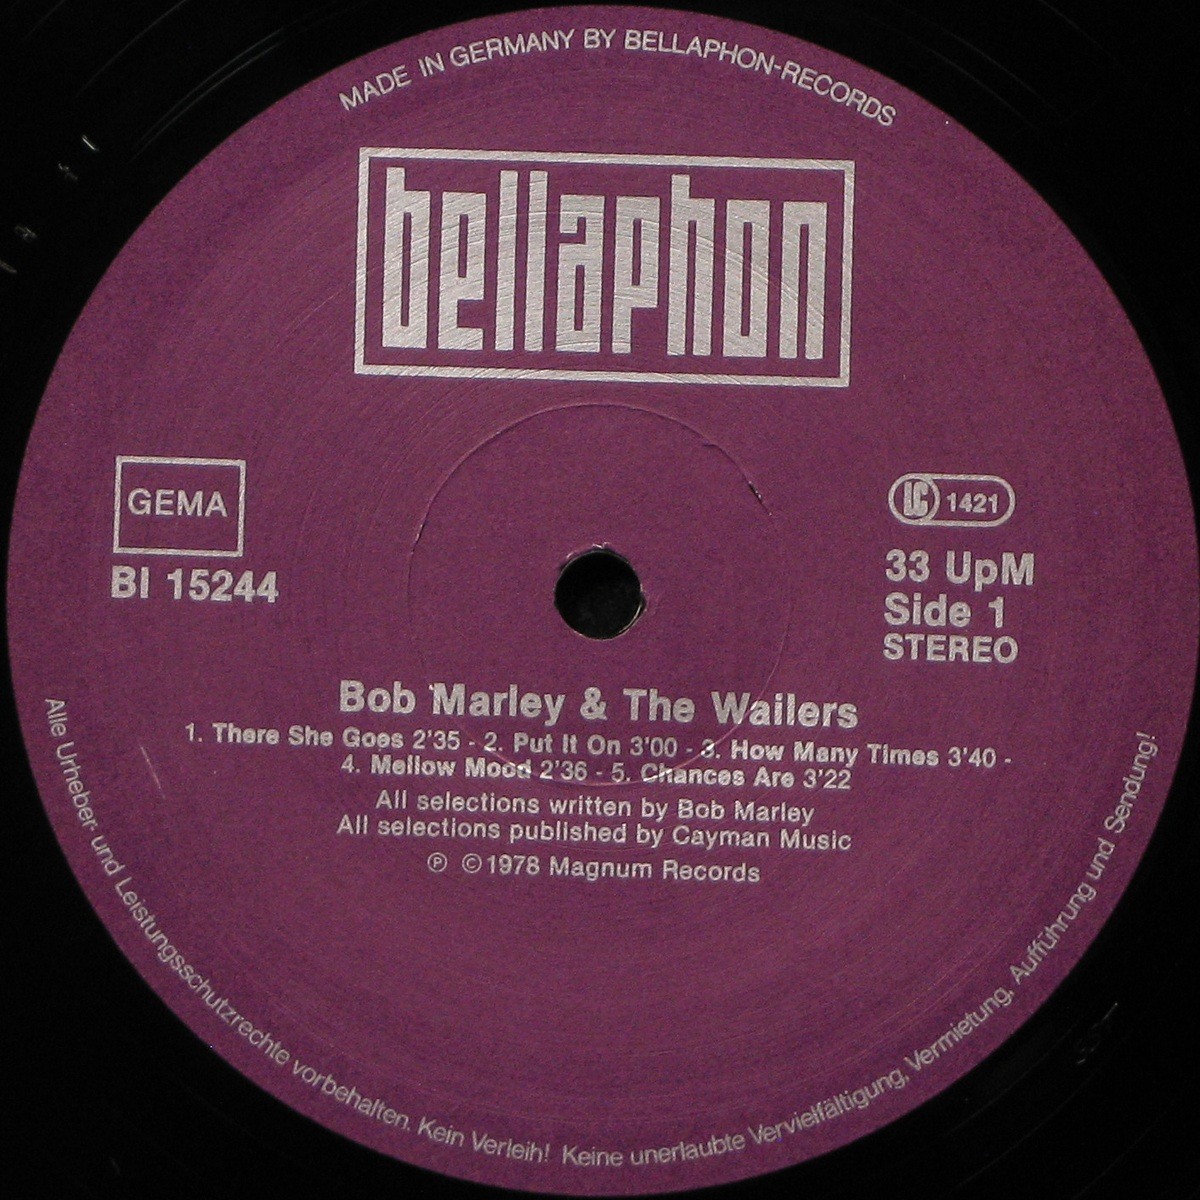 MADE IN GERMANY BY BELLAPHON-RECORDS
bellaphon
GEMA
BI 15244
LC 1421
33 UpM
Side 1
STEREO
Bob Marley & The Wailers
1. There She Goes 2'35 - 2. Put It On 3'00 - 3. How Many Times 3'40 -
4. Mellow Mood 2'36 - 5. Chances Are 3'22
All selections written by Bob Marley
All selections published by Cayman Music
℗ ©1978 Magnum Records
Alle Urheber- und Leistungsschutzrechte vorbehalten. Kein Verleih! Keine unerlaubte Vervielfältigung, Vermietung, Aufführung und Sendung!